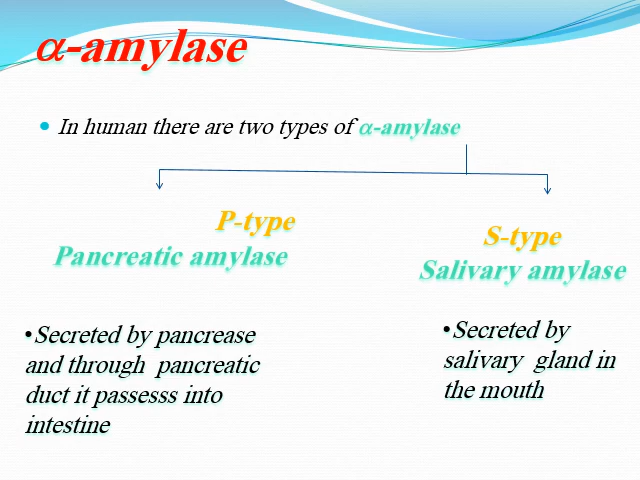 α-amylase
• In human there are two types of α-amylase
P-type
Pancreatic amylase
•Secreted by pancrease
and through pancreatic
duct it passesss into
intestine
S-type
Salivary amylase
•Secreted by
salivary gland in
the mouth